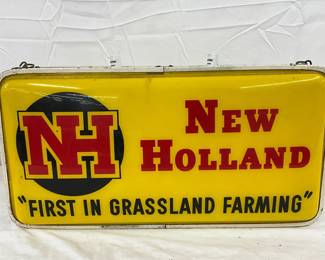 NH
NEW
HOLLAND
"FIRST IN GRASSLAND FARMING"